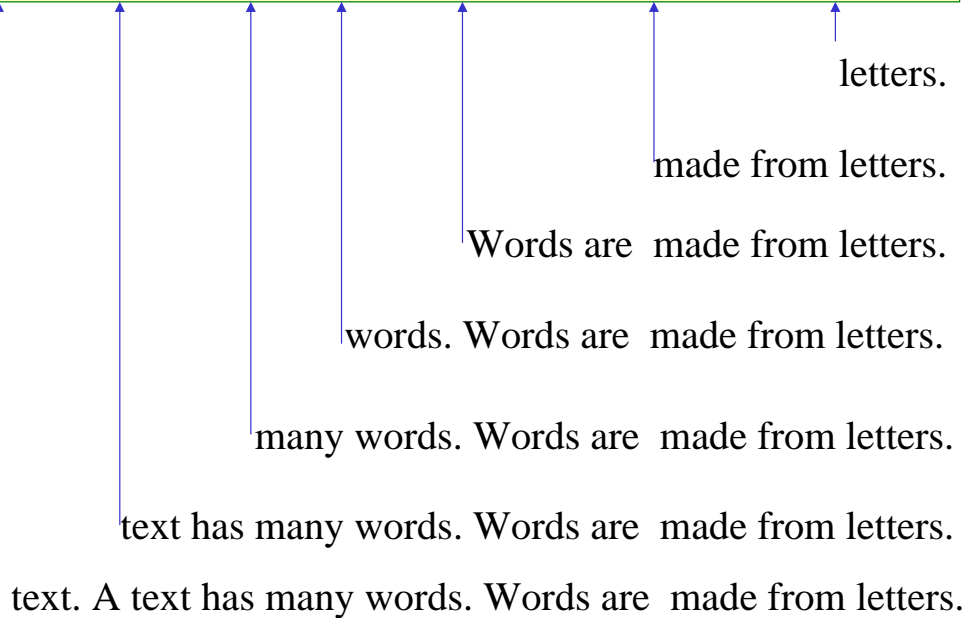 letters.
made from letters.
Words are  made from letters.
words. Words are  made from letters.
many words. Words are  made from letters.
text has many words. Words are  made from letters.
text. A text has many words. Words are  made from letters.